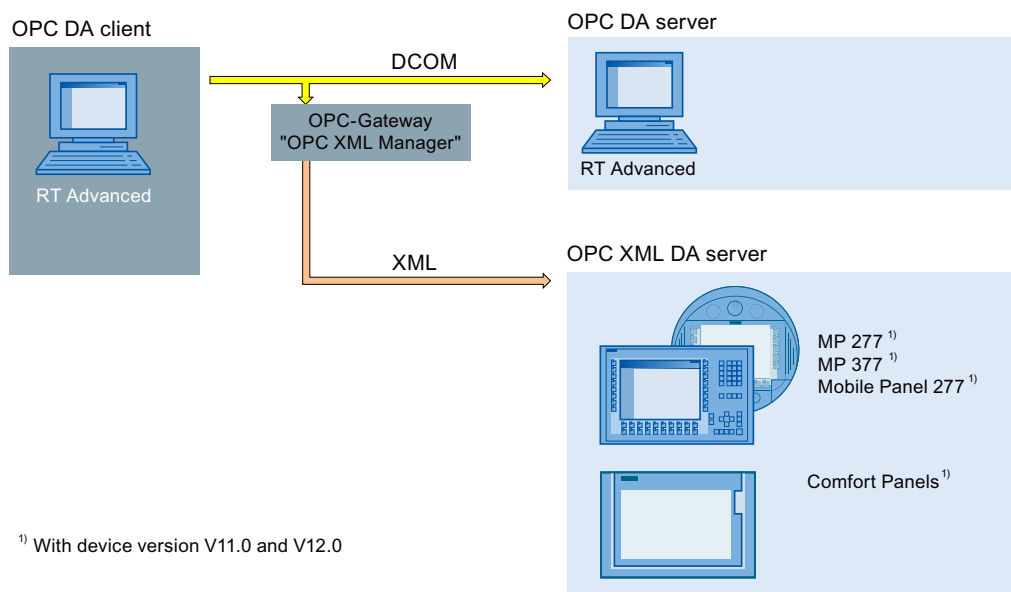 OPC DA client
RT Advanced
DCOM
OPC-Gateway
"OPC XML Manager"
XML
OPC DA server
RT Advanced
OPC XML DA server
MP 277 1)
MP 377 1)
Mobile Panel 277 1)
Comfort Panels 1)
1) With device version V11.0 and V12.0